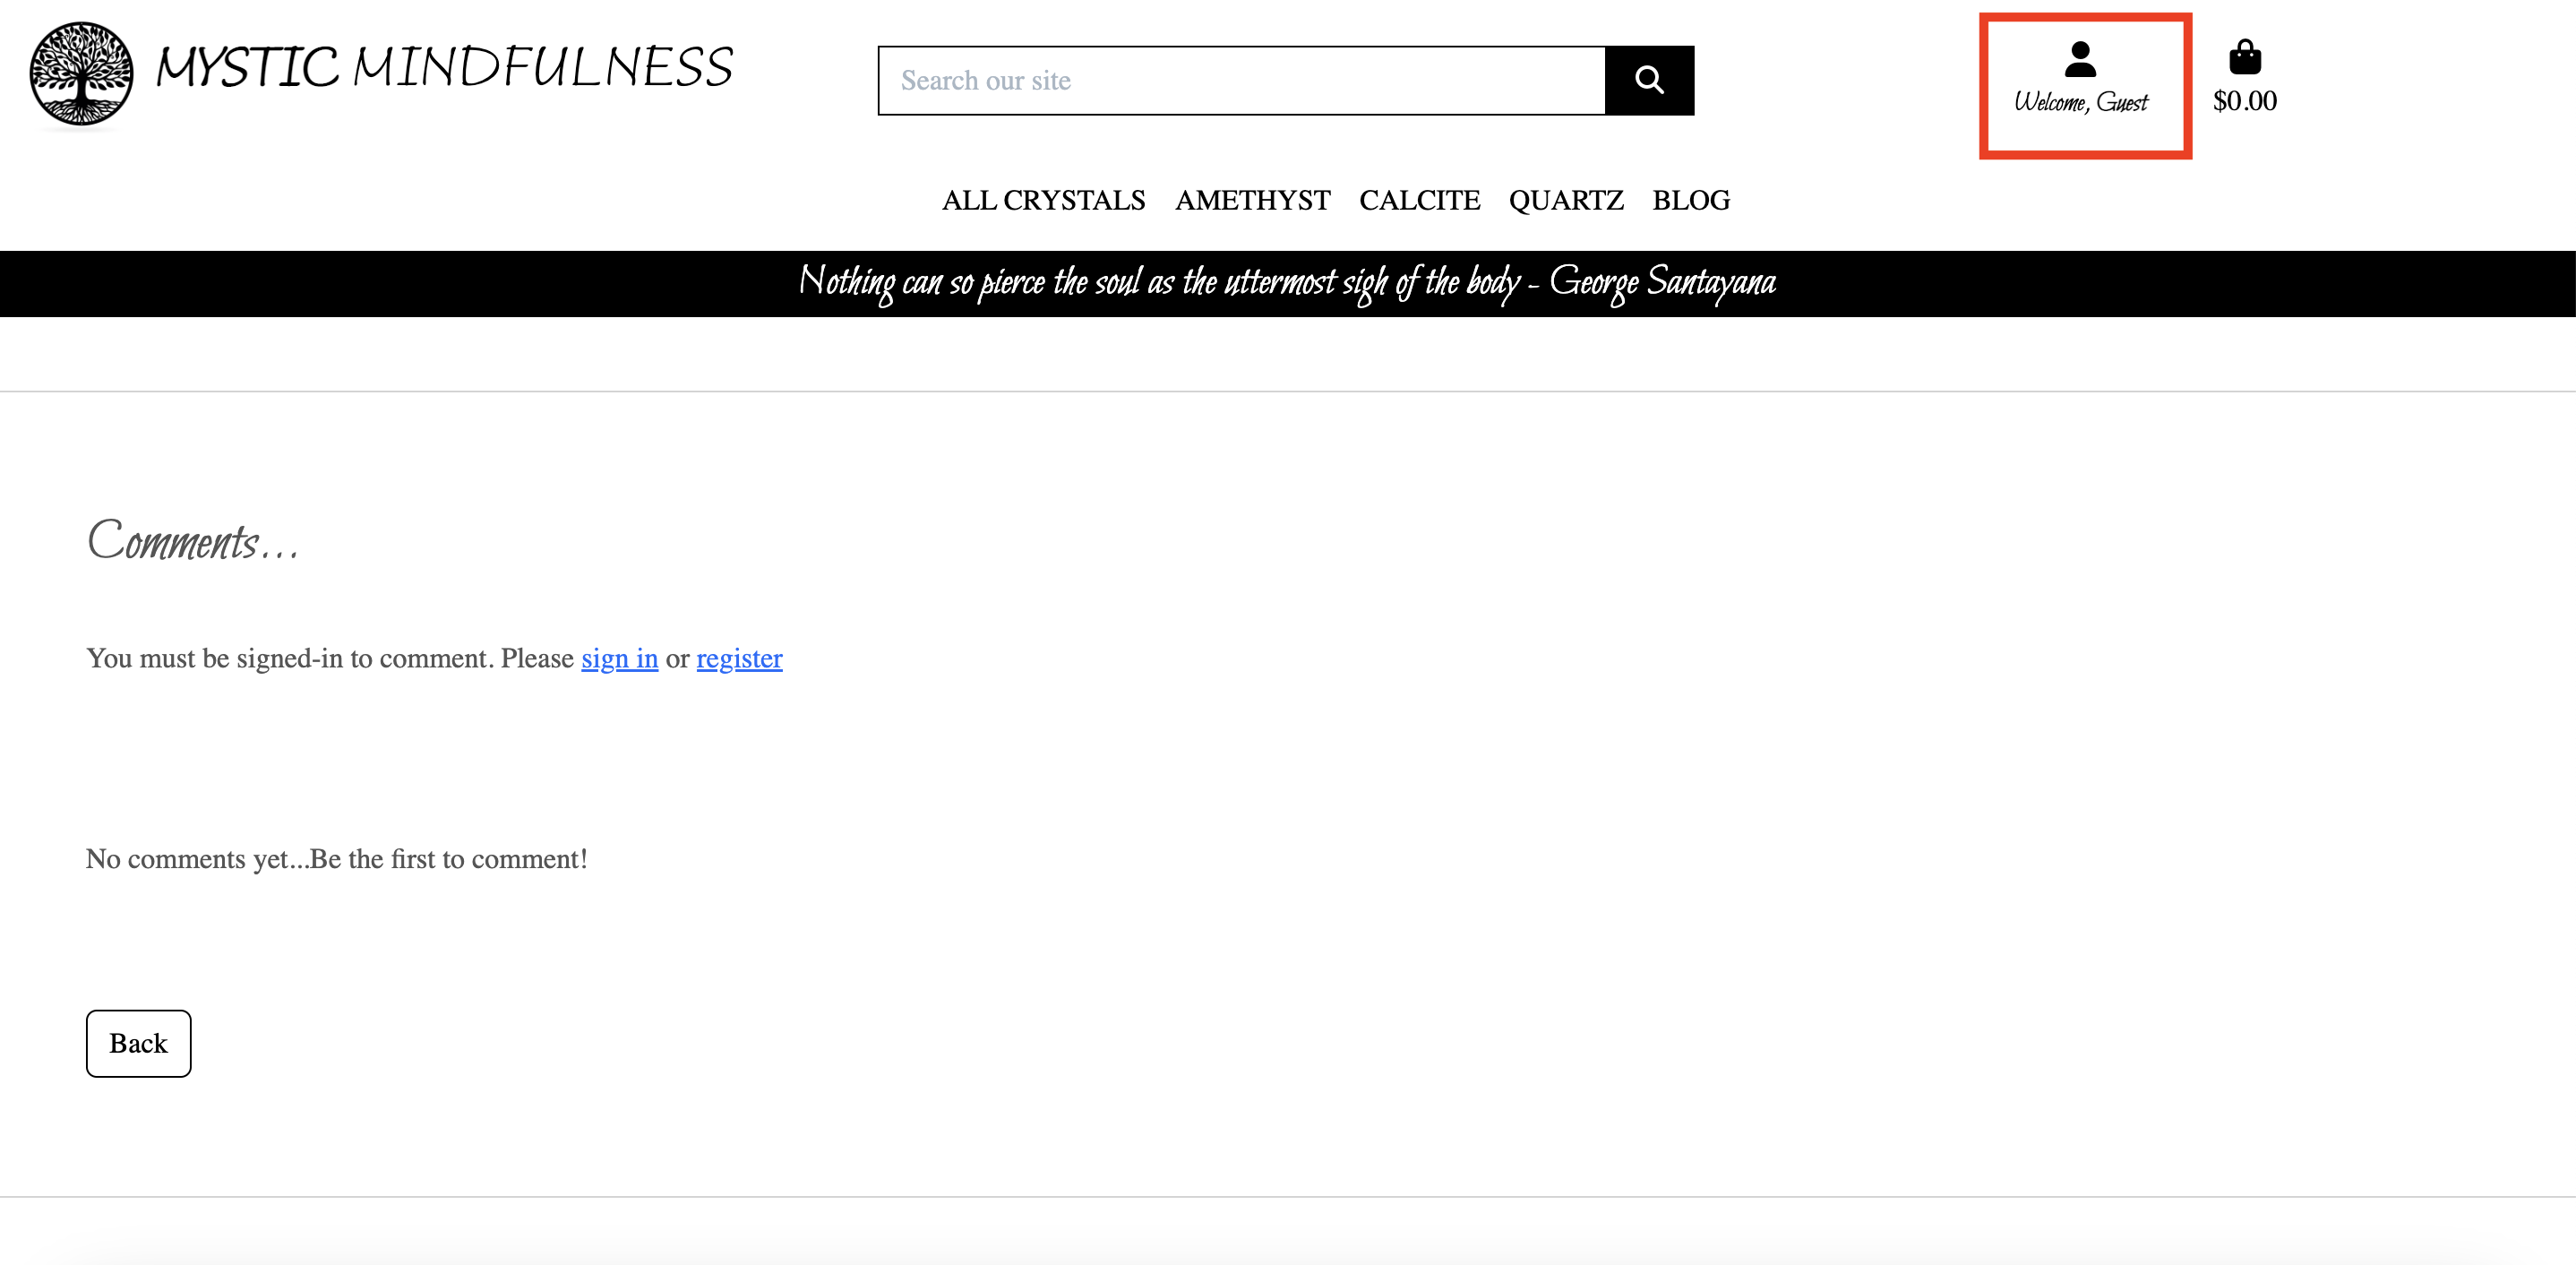 MYSTIC MINDFULNESS
Search our site
Welcome, Guest
$0.00
ALL CRYSTALS AMETHYST CALCITE QUARTZ BLOG
Nothing can so pierce the soul as the uttermost sigh of the body - George Santayana
Comments...
You must be signed-in to comment. Please sign in or register
No comments yet...Be the first to comment!
Back